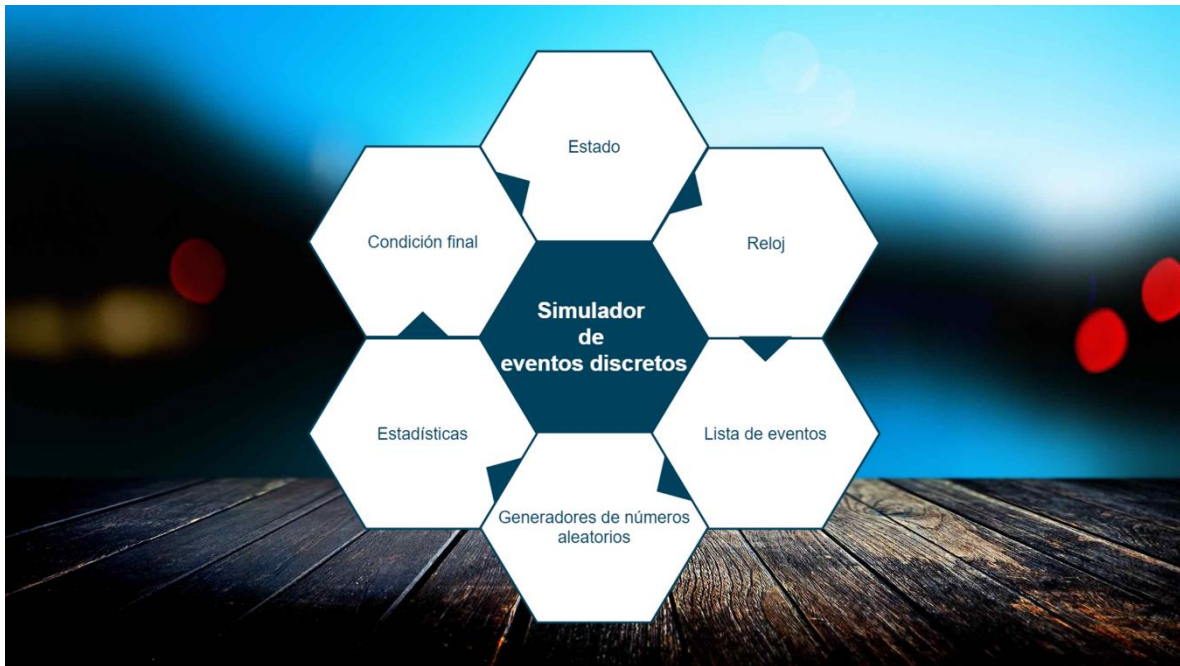 Estado
Condición final
Reloj
Simulador
de
eventos discretos
Estadísticas
Lista de eventos
Generadores de números
aleatorios